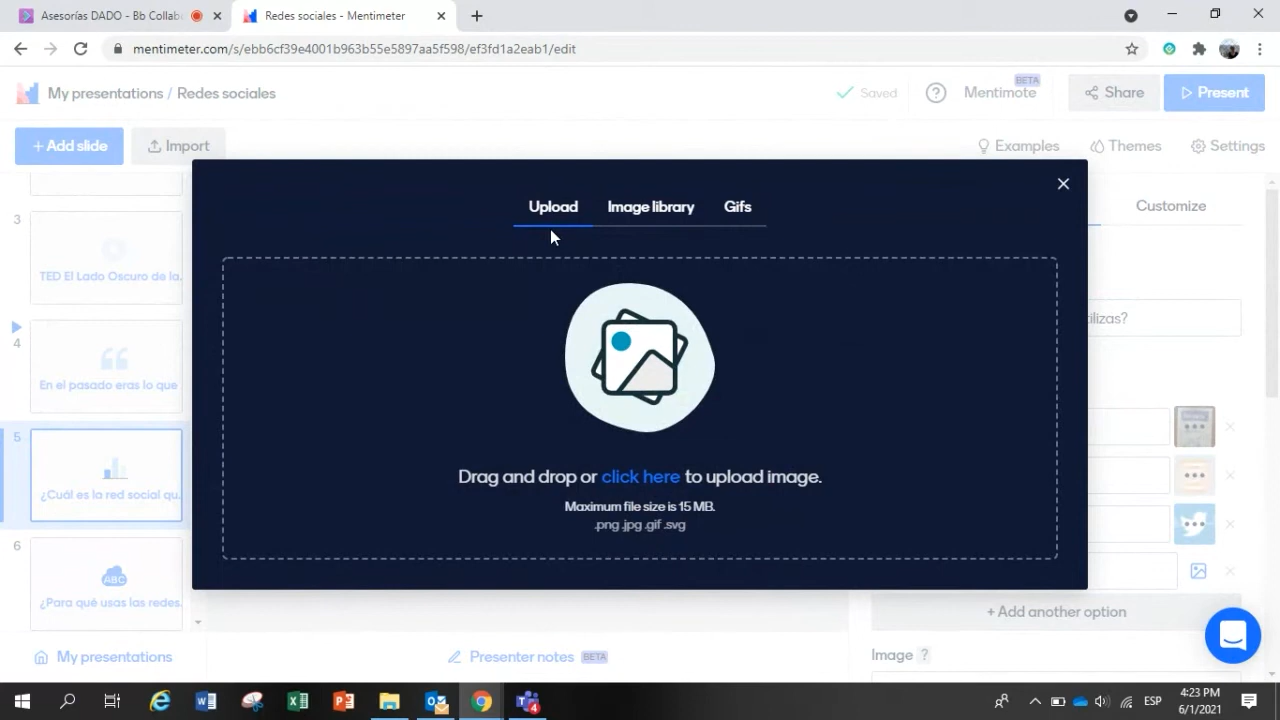 Asesorías DADO - Bb Collab
Redes sociales - Mentimeter
mentimeter.com/s/ebb6cf39e4001b963b55e5897aa5f598/ef3fd1a2eab1/edit
My presentations / Redes sociales
Saved
Mentimote
BETA
Share
Present
+ Add slide
Import
Examples
Themes
Settings
Upload
Image library
Gifs
Customize
3
TED El Lado Oscuro de la.
4
En el pasado eras lo que
5
¿Cuál es la red social qu.
6
ABC
¿Para qué usas las redes.
Drag and drop or click here to upload image.
Maximum file size is 15 MB.
.png .jpg .gif .svg
tilizas?
+ Add another option
Image ?
My presentations
Presenter notes BETA
4
ESP
4:23 PM
6/1/2021